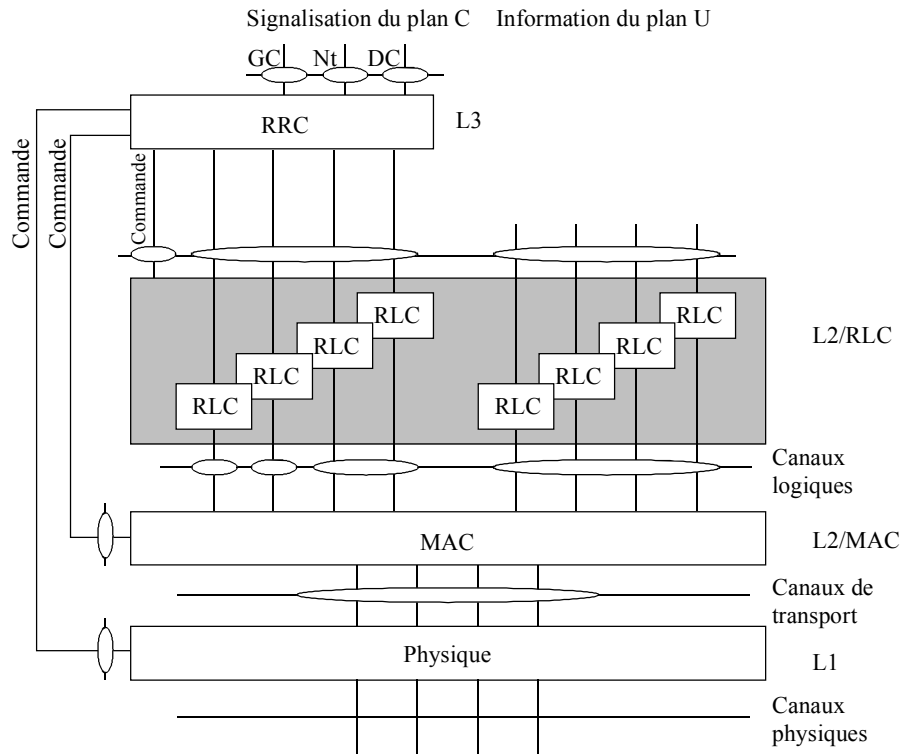 Signalisation du plan C Information du plan U
GC Nt DC
RRC
L3
Commande
Commande
Commande
RLC
RLC
RLC
RLC
RLC
RLC
RLC
RLC
L2/RLC
Canaux
logiques
MAC
L2/MAC
Canaux de
transport
Physique
L1
Canaux
physiques